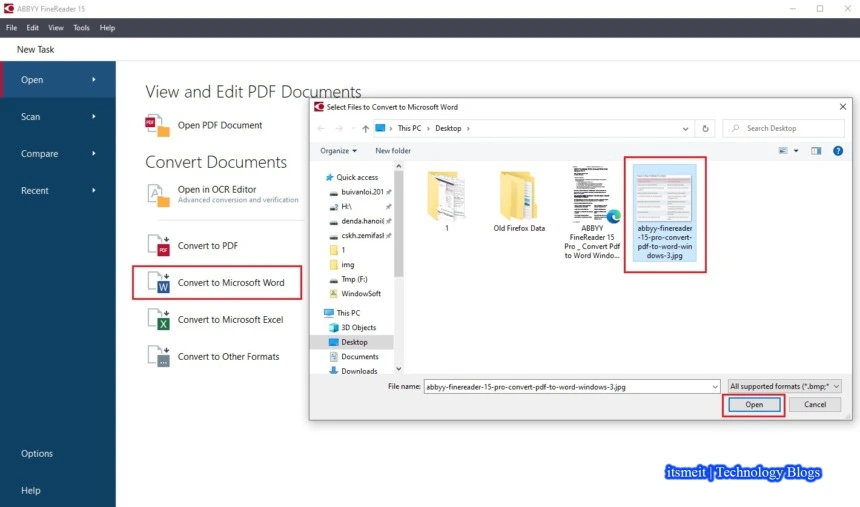 ABBYY FineReader 15
File Edit View Tools Help
New Task
Open
Scan
Compare
Recent
Options
Help
View and Edit PDF Documents
Open PDF Document
Convert Documents
Open in OCR Editor
Advanced conversion and verification
Convert to PDF
Convert to Microsoft Word
Convert to Microsoft Excel
Convert to Other Formats
Select Files to Convert to Microsoft Word
This PC
Desktop
Search Desktop
Organize
New folder
Quick access
buivanloi.201
H:\
denda.hanoi(
cskh.zemifash
1
img
Tmp (F:)
WindowSoft
This PC
3D Objects
Desktop
Documents
Downloads
1
Old Firefox Data
ABBYY
FineReader 15
Pro _ Convert Pdf
to Word Windo...
abbyy-finereader
-15-pro-convert-
pdf-to-word-win
dows-3.jpg
File name: abbyy-finereader-15-pro-convert-pdf-to-word-windows-3.jpg
All supported formats (*.bmp;*
Open
Cancel
itsmeit | Technology Blogs